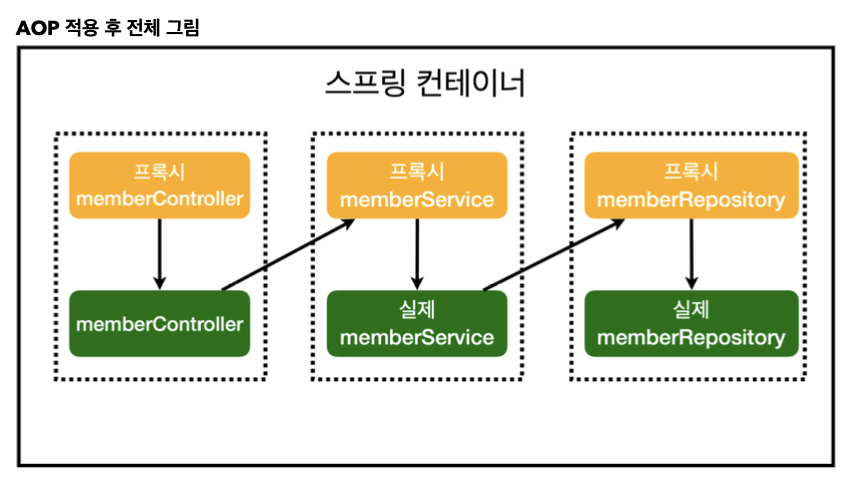 AOP 적용 후 전체 그림
스프링 컨테이너
프록시
memberController
프록시
memberService
프록시
memberRepository
memberController
실제
memberService
실제
memberRepository